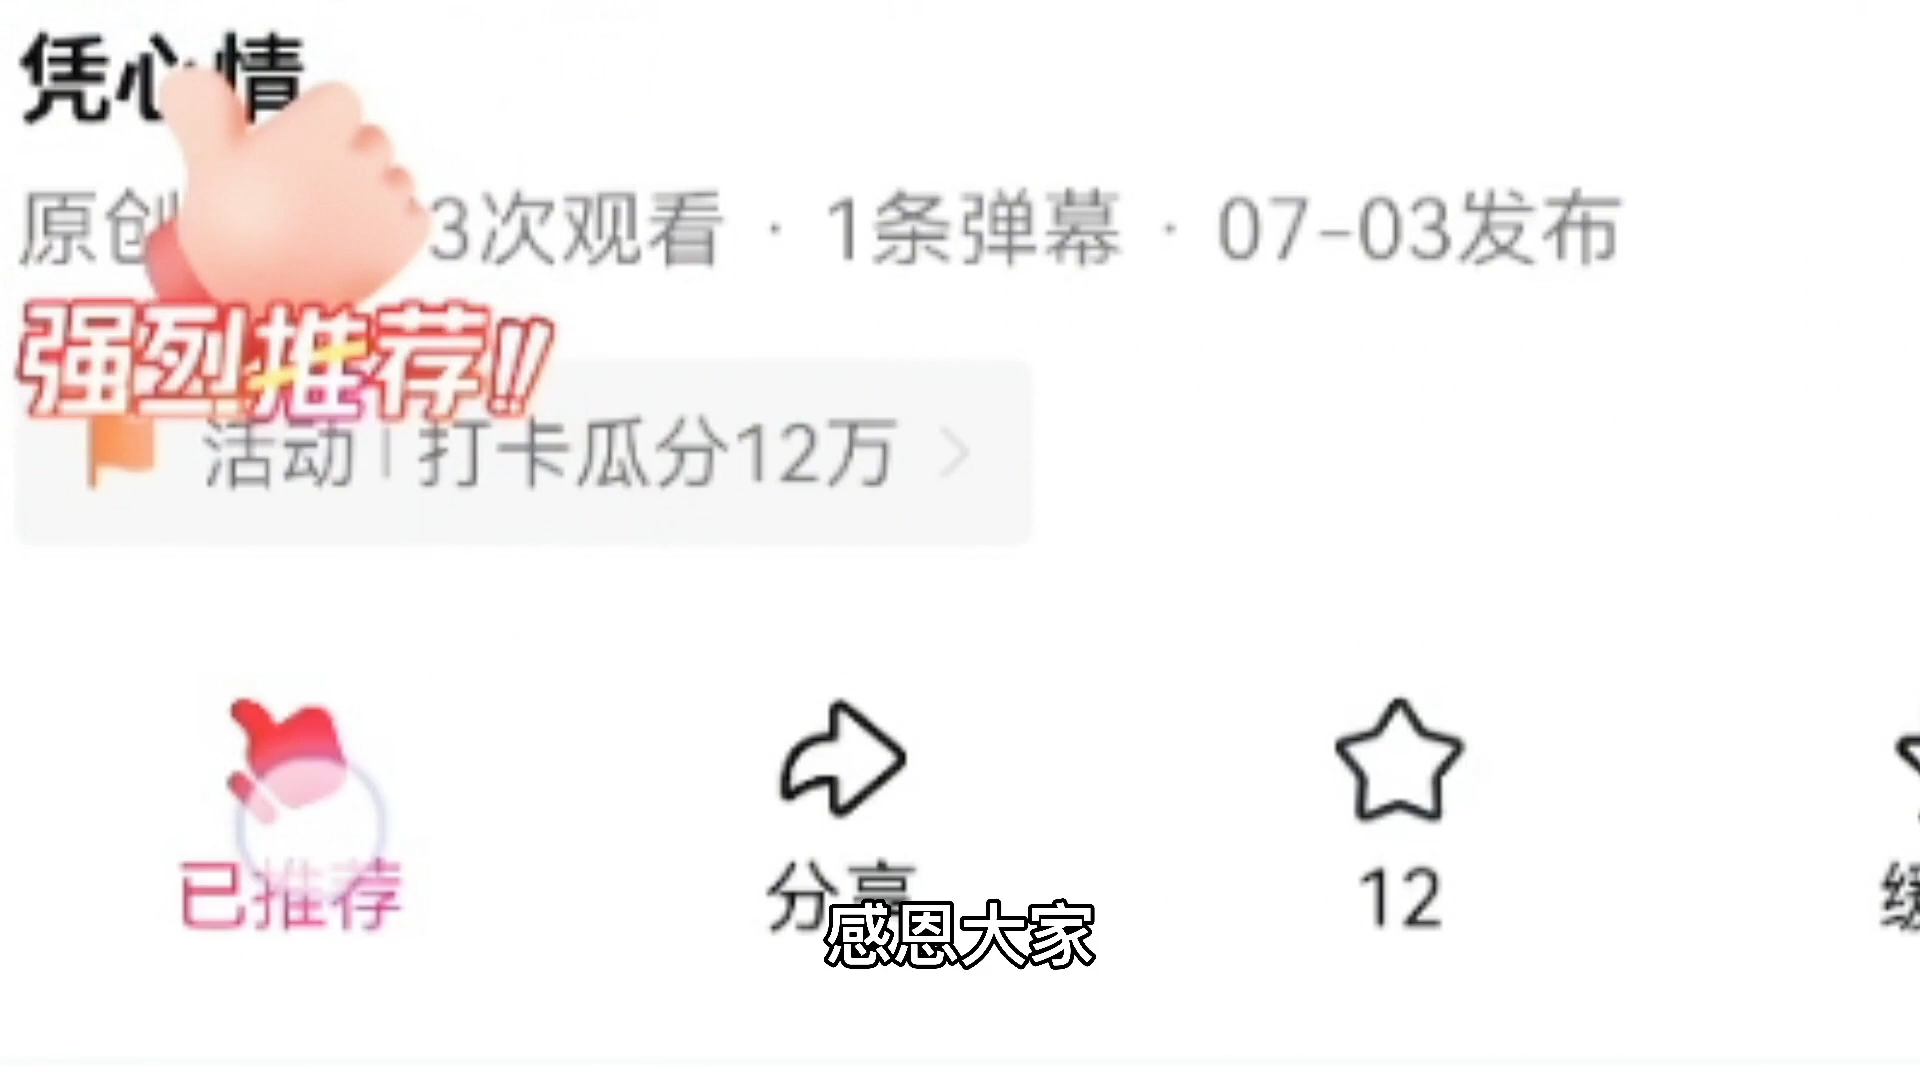 凭心情
原创 3次观看 · 1条弹幕 · 07-03发布
强烈推荐!!
活动 | 打卡瓜分12万
已推荐 分享 12
感恩大家